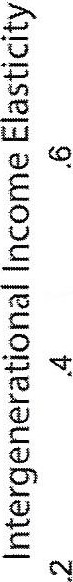 Intergenerational Income Elasticity
.2 .4 .6